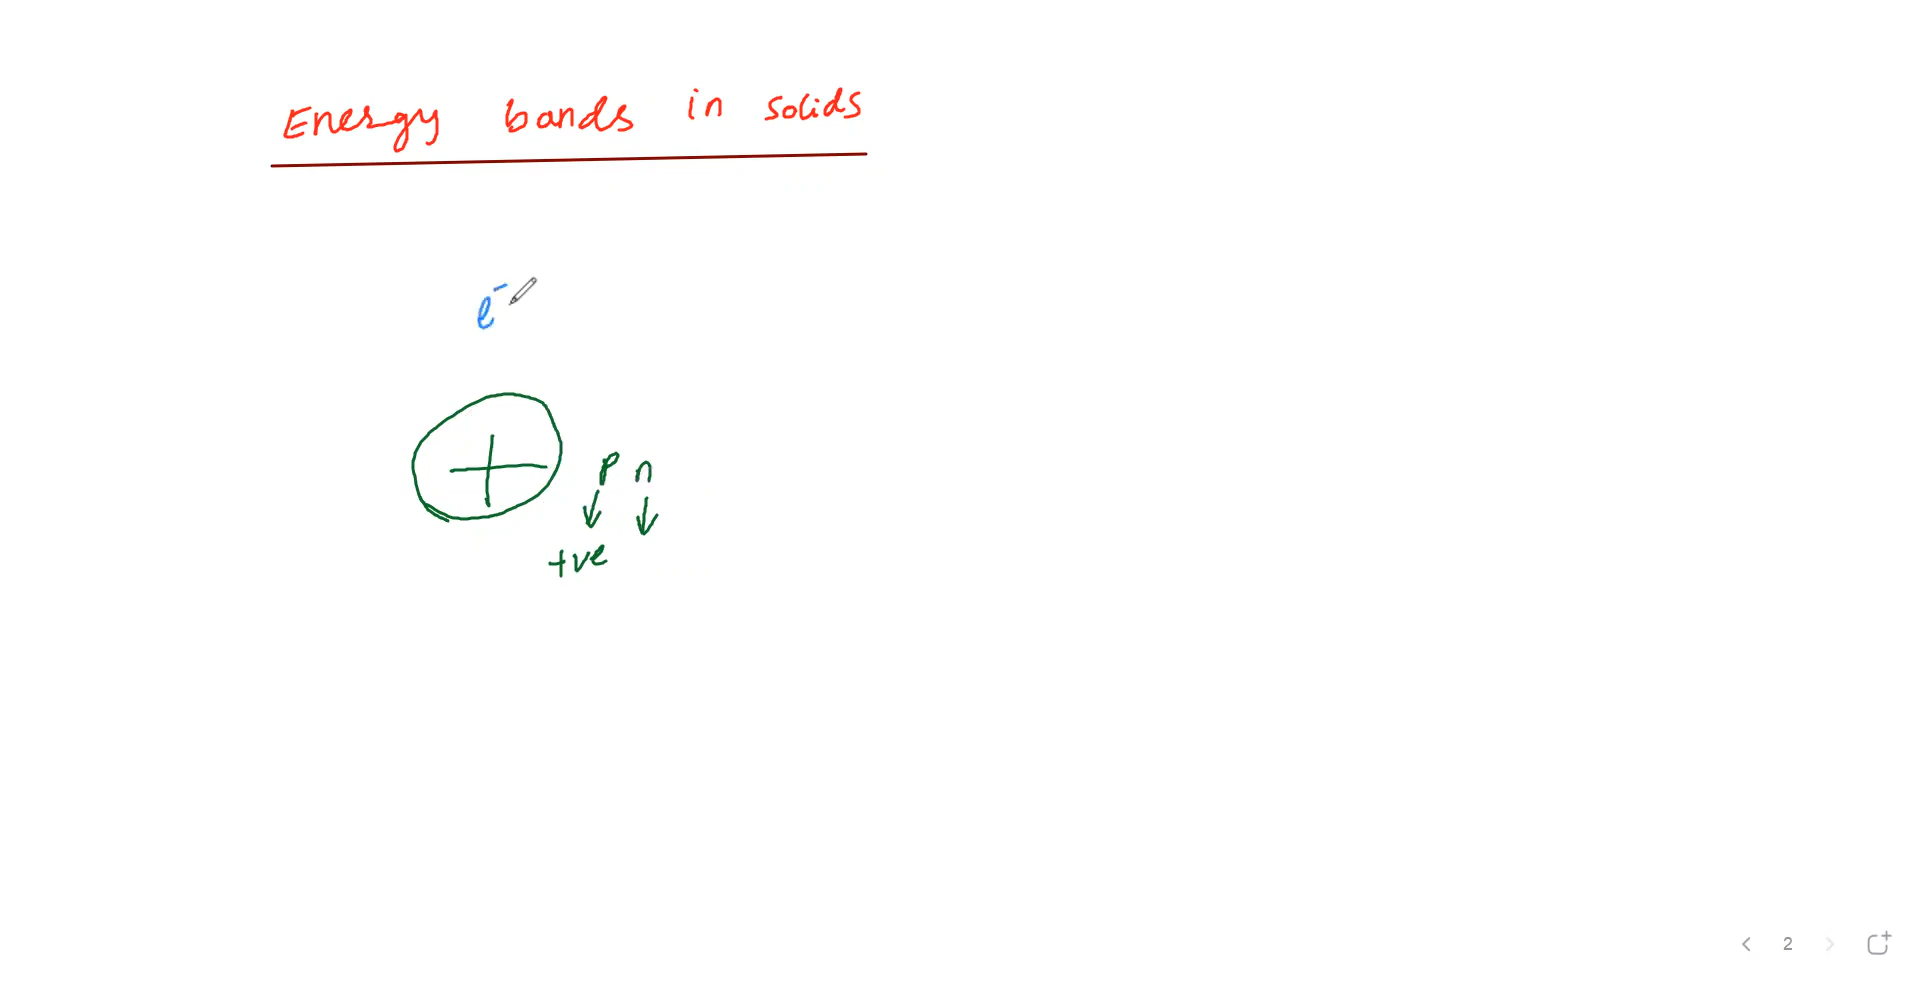 Energy bands in solids
e⁻
+
p n
+ve
2